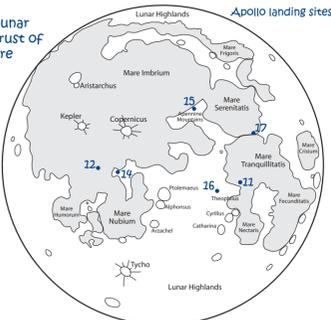 Lunar Highlands
Apollo landing sites
unar
rust of
re
Mare
Frigoris
Mare Imbrium
Aristarchus
15
Mare
Serenitatis
Apennine
Mountains
Kepler
Copernicus
17
Mare
Tranquillitatis
Mare
Crisium
12
14
16
11
Ptolemaeus
Theophilus
Mare
Fecunditatis
Mare
Humorum
Mare
Nubium
Alphonsus
Cyrillus
Catharina
Mare
Nectaris
Arzachel
Tycho
Lunar Highlands